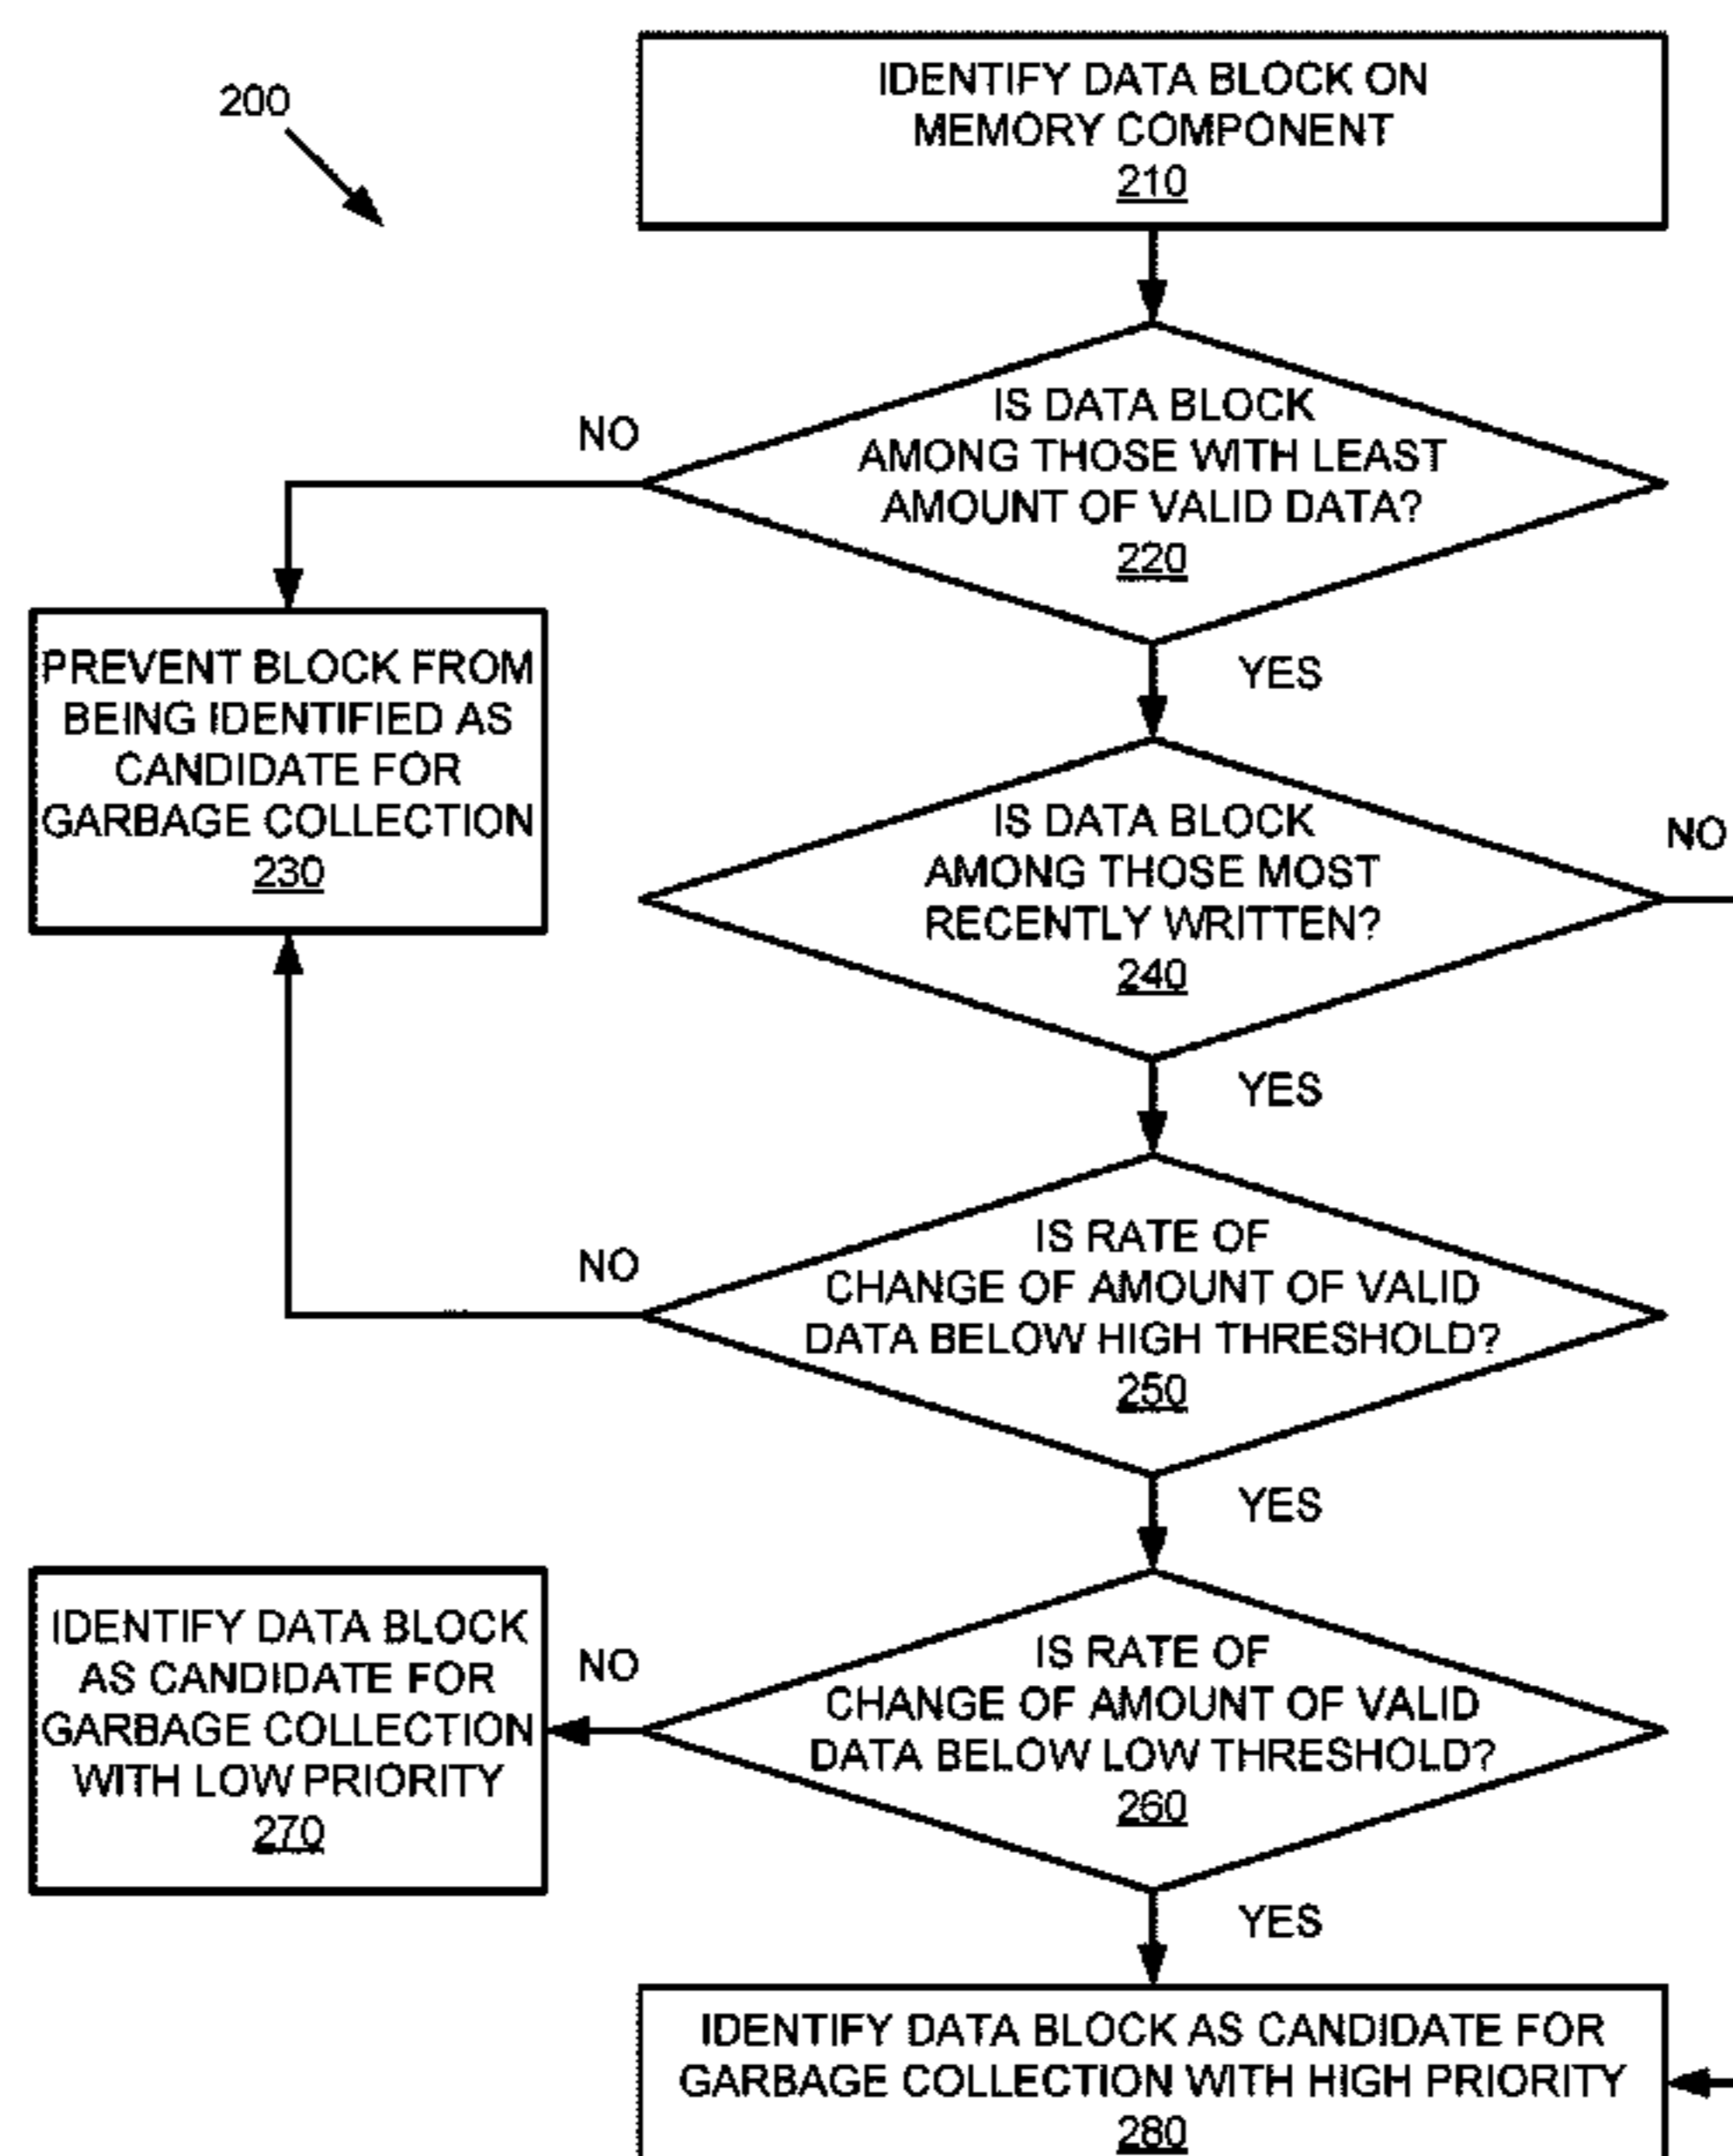 200
IDENTIFY DATA BLOCK ON
MEMORY COMPONENT
210
IS DATA BLOCK
AMONG THOSE WITH LEAST
AMOUNT OF VALID DATA?
220
NO
YES
PREVENT BLOCK FROM
BEING IDENTIFIED AS
CANDIDATE FOR
GARBAGE COLLECTION
230
IS DATA BLOCK
AMONG THOSE MOST
RECENTLY WRITTEN?
240
NO
YES
IS RATE OF
CHANGE OF AMOUNT OF VALID
DATA BELOW HIGH THRESHOLD?
250
NO
YES
IS RATE OF
CHANGE OF AMOUNT OF VALID
DATA BELOW LOW THRESHOLD?
260
NO
YES
IDENTIFY DATA BLOCK
AS CANDIDATE FOR
GARBAGE COLLECTION
WITH LOW PRIORITY
270
IDENTIFY DATA BLOCK AS CANDIDATE FOR
GARBAGE COLLECTION WITH HIGH PRIORITY
280